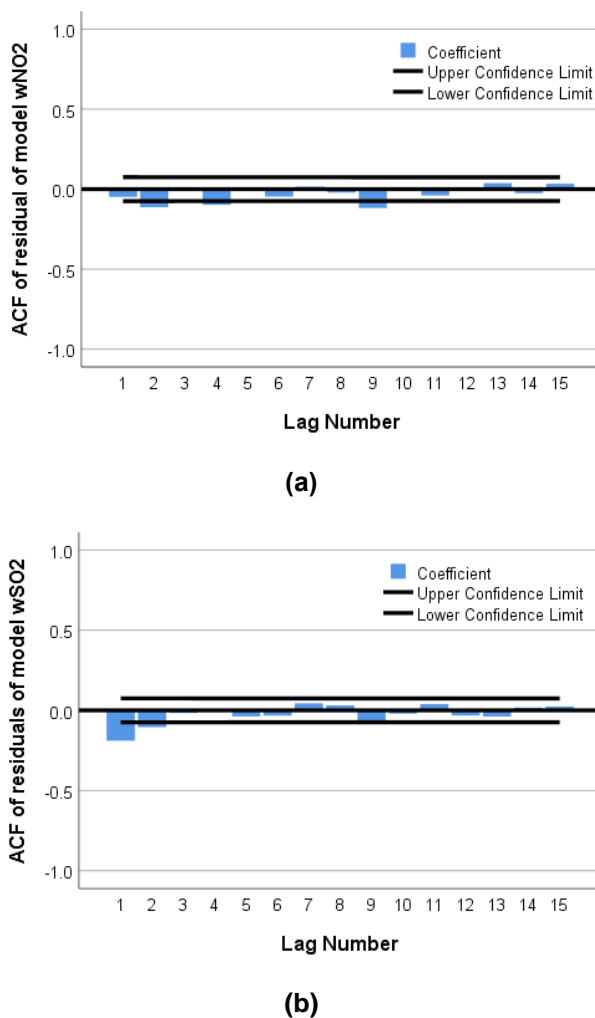 ACF of residual of model wNO2
1.0
0.5
0.0
-0.5
-1.0
Coefficient
Upper Confidence Limit
Lower Confidence Limit
1 2 3 4 5 6 7 8 9 10 11 12 13 14 15
Lag Number
(a)
ACF of residuals of model wSO2
1.0
0.5
0.0
-0.5
-1.0
Coefficient
Upper Confidence Limit
Lower Confidence Limit
1 2 3 4 5 6 7 8 9 10 11 12 13 14 15
Lag Number
(b)